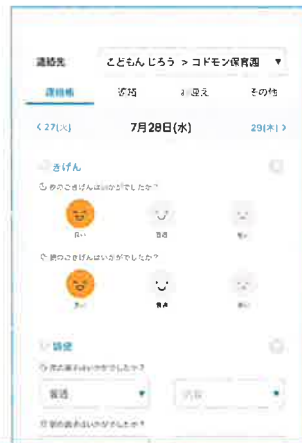 連絡先 こどもん じろう > コドモン保育園 ▼
連絡帳 遅刻 お迎え その他
< 27(火) 7月28日(水) 29(木) >
きげん
夜のごきげんはいかがでしたか?
良い 普通 悪い
朝のごきげんはいかがでしたか?
良い 普通 悪い
排便
普通